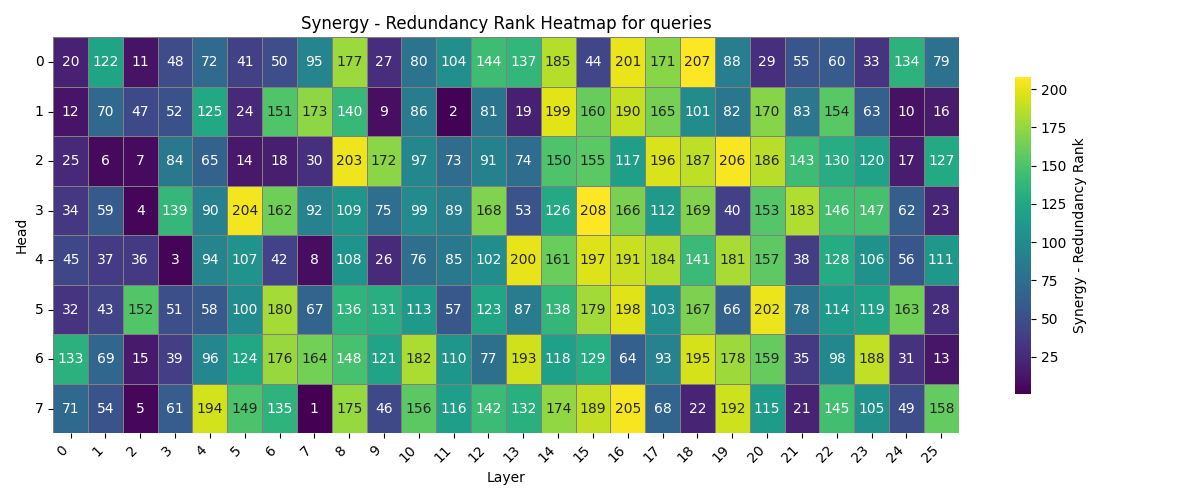 Synergy - Redundancy Rank Heatmap for queries
0 20 122 11 48 72 41 50 95 177 27 80 104 144 137 185 44 201 171 207 88 29 55 60 33 134 79
1 12 70 47 52 125 24 151 173 140 9 86 2 81 19 199 160 190 165 101 82 170 83 154 63 10 16
2 25 6 7 84 65 14 18 30 203 172 97 73 91 74 150 155 117 196 187 206 186 143 130 120 17 127
3 34 59 4 139 90 204 162 92 109 75 99 89 168 53 126 208 166 112 169 40 153 183 146 147 62 23
4 45 37 36 3 94 107 42 8 108 26 76 85 102 200 161 197 191 184 141 181 157 38 128 106 56 111
5 32 43 152 51 58 100 180 67 136 131 113 57 123 87 138 179 198 103 167 66 202 78 114 119 163 28
6 133 69 15 39 96 124 176 164 148 121 182 110 77 193 118 129 64 93 195 178 159 35 98 188 31 13
7 71 54 5 61 194 149 135 1 175 46 156 116 142 132 174 189 205 68 22 192 115 21 145 105 49 158
Head
0 1 2 3 4 5 6 7 8 9 10 11 12 13 14 15 16 17 18 19 20 21 22 23 24 25
Layer
200
175
150
125
100
75
50
25
Synergy - Redundancy Rank